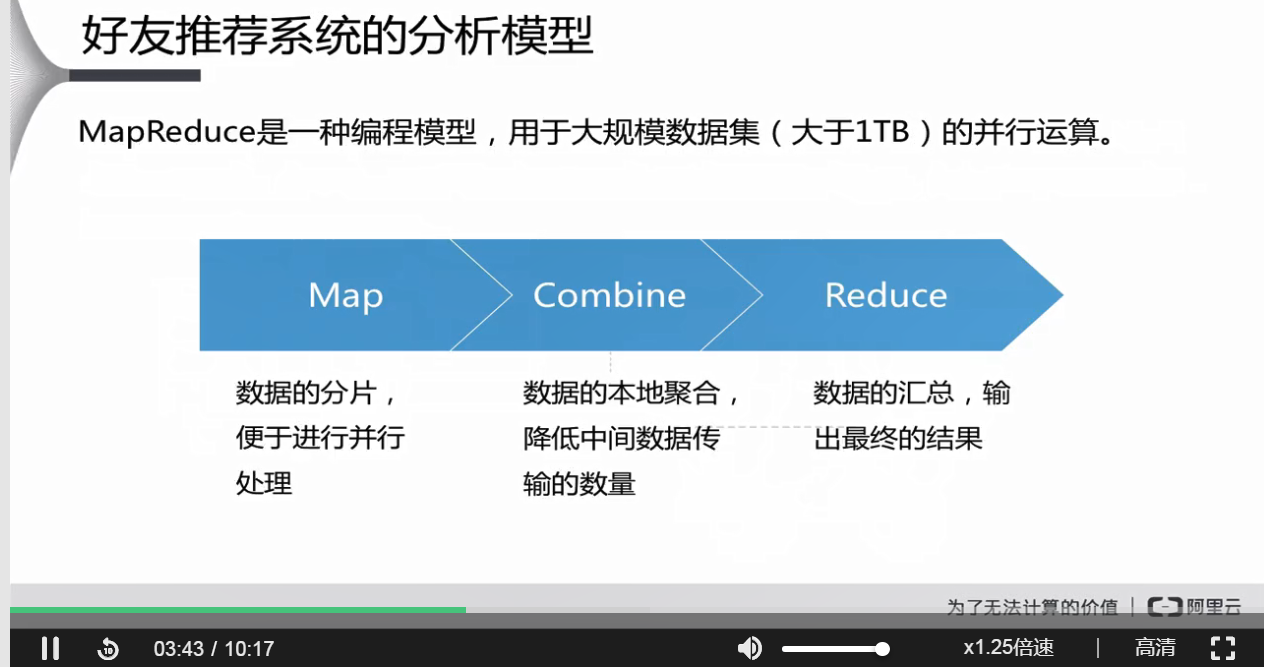 好友推荐系统的分析模型
MapReduce是一种编程模型，用于大规模数据集（大于1TB）的并行运算。
Map
Combine
Reduce
数据的分片，
便于进行并行
处理
数据的本地聚合，
降低中间数据传
输的数量
数据的汇总，输
出最终的结果
为了无法计算的价值 | 阿里云
10
03:43 / 10:17
x1.25倍速 | 高清